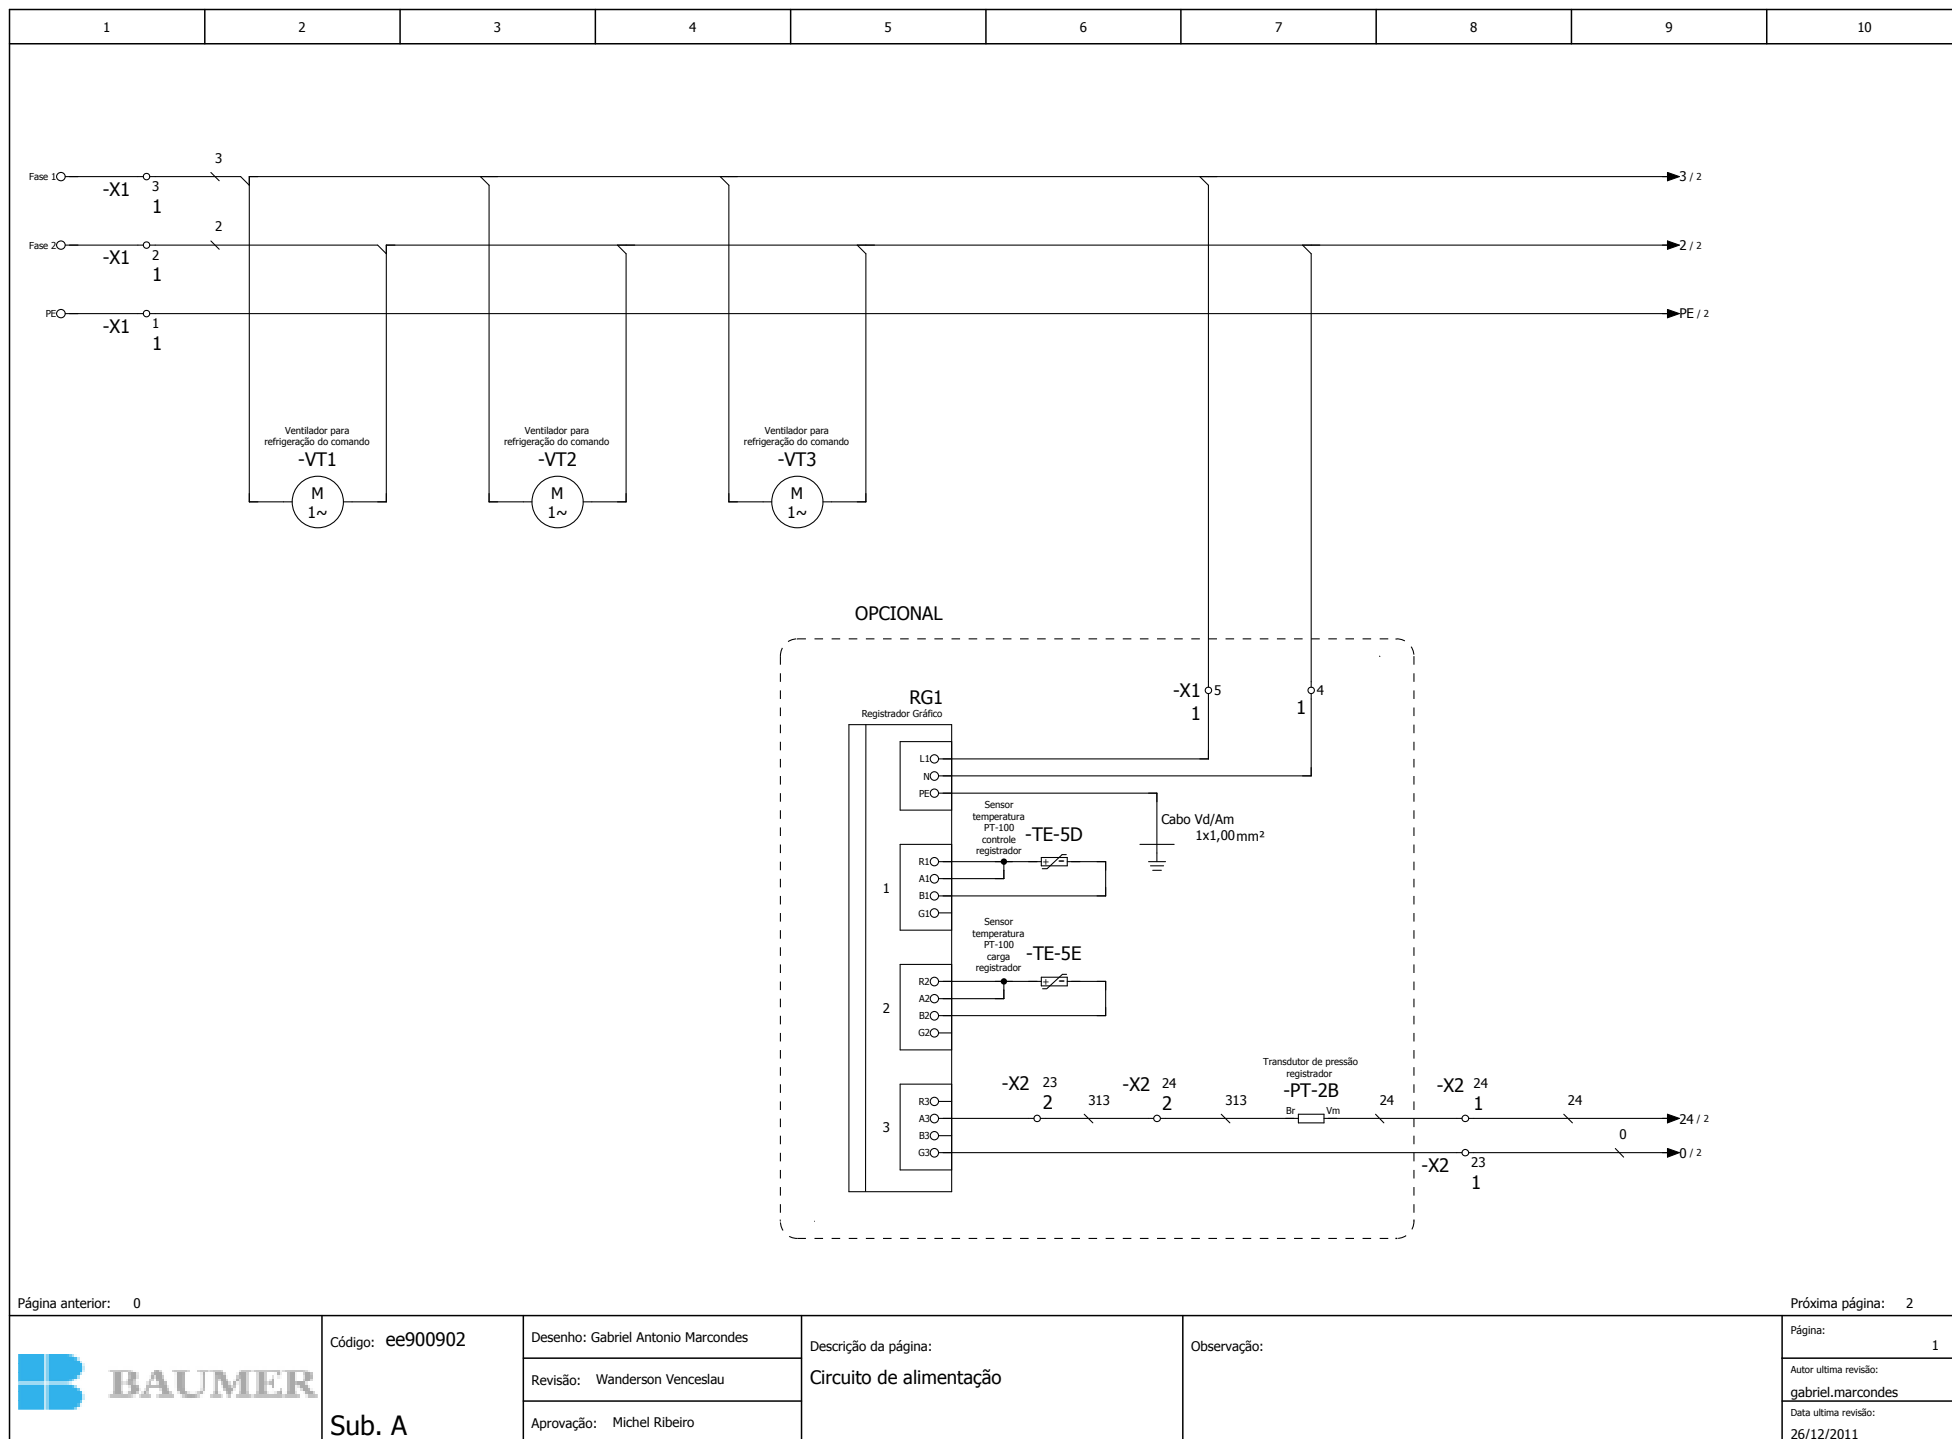 1 2 3 4 5 6 7 8 9 10
3
Fase 1 -X1 3 3 / 2
1
2
Fase 2 -X1 2 2 / 2
1
PE -X1 1 PE / 2
1
Ventilador para
refrigeração do comando
-VT1
M
1~
Ventilador para
refrigeração do comando
-VT2
M
1~
Ventilador para
refrigeração do comando
-VT3
M
1~
OPCIONAL
-X1 5 4
1 1
RG1
Registrador Gráfico
L1
N
PE
Cabo Vd/Am
1x1,00mm²
Sensor
temperatura
PT-100
controle
registrador
-TE-5D
1
R1
A1
B1
G1
Sensor
temperatura
PT-100
carga
registrador
-TE-5E
2
R2
A2
B2
G2
Transdutor de pressão
registrador
-PT-2B
Br Vm
3
R3
A3
B3
G3
-X2 23
2
313
-X2 24
2
313
24
-X2 24
1
24
24 / 2
0
0 / 2
-X2 23
1
Página anterior: 0
Próxima página: 2
BAUMER
Código: ee900902
Sub. A
Desenho: Gabriel Antonio Marcondes
Revisão: Wanderson Venceslau
Aprovação: Michel Ribeiro
Descrição da página:
Circuito de alimentação
Observação:
Página:
1
Autor ultima revisão:
gabriel.marcondes
Data ultima revisão:
26/12/2011